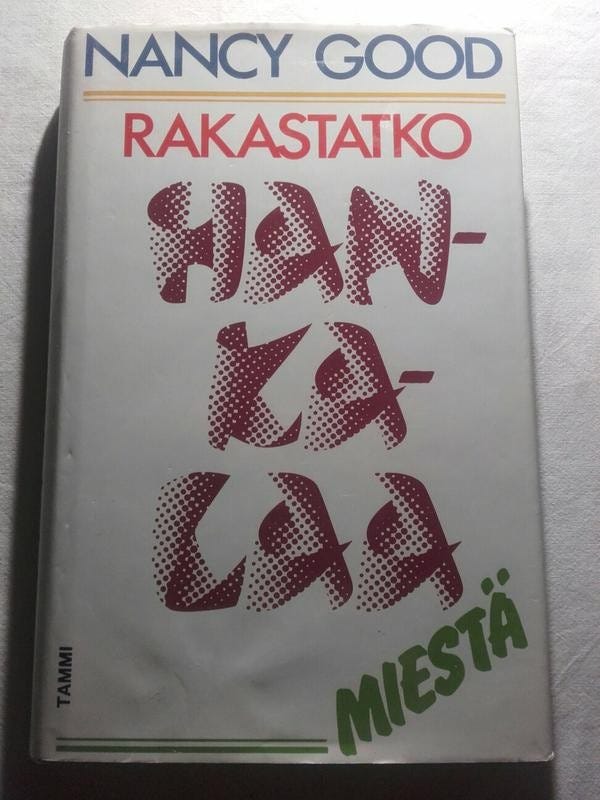 NANCY GOOD
RAKASTATKO
HAN-
KA-
LAA
MIESTÄ
TAMMI